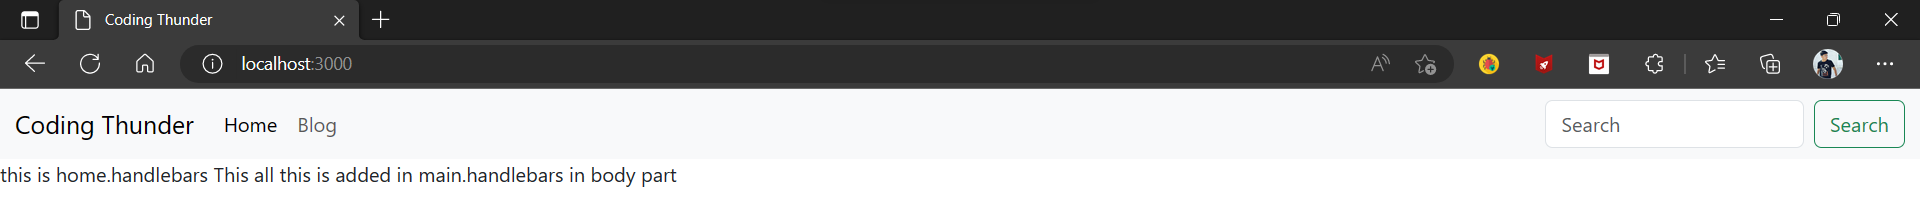 Coding Thunder
localhost:3000
Coding Thunder Home Blog Search Search
this is home.handlebars This all this is added in main.handlebars in body part